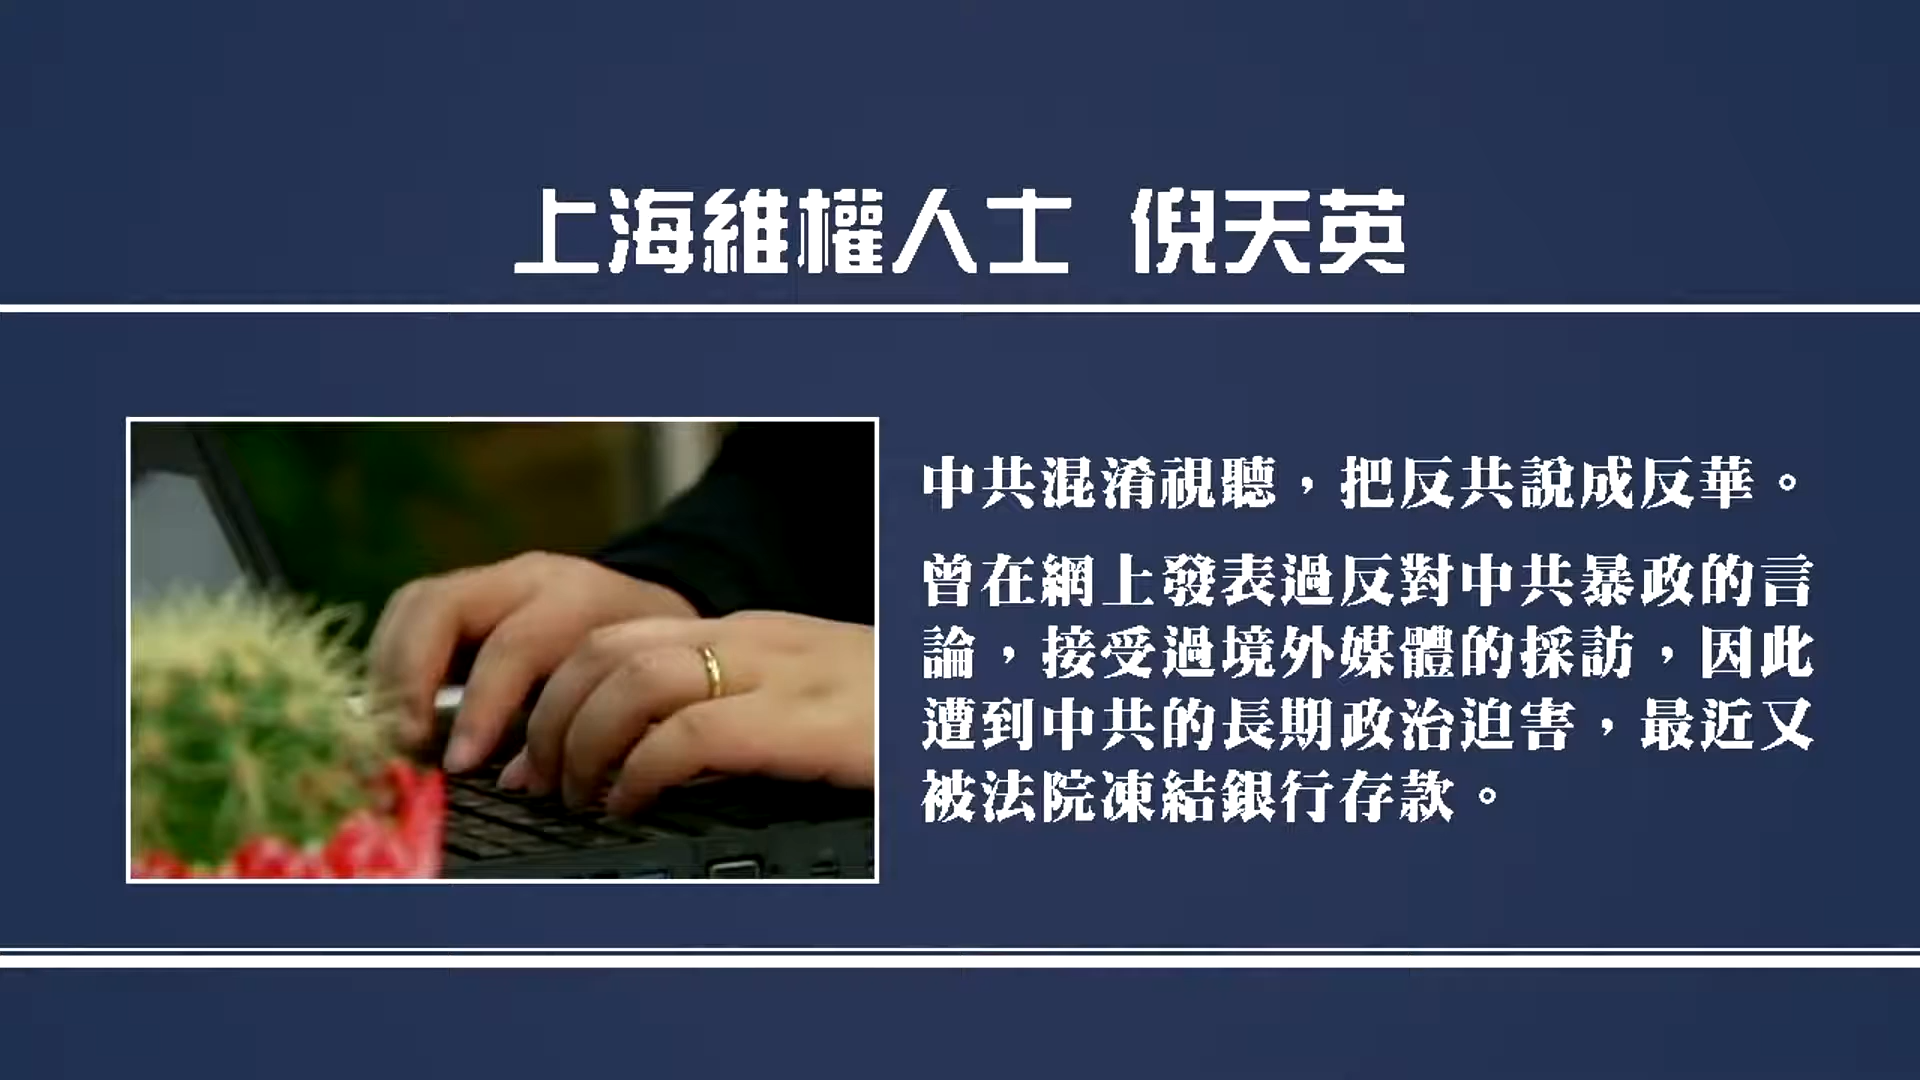 上海維權人士 倪天英
中共混淆視聽，把反共說成反華。
曾在網上發表過反對中共暴政的言
論，接受過境外媒體的採訪，因此
遭到中共的長期政治迫害，最近又
被法院凍結銀行存款。